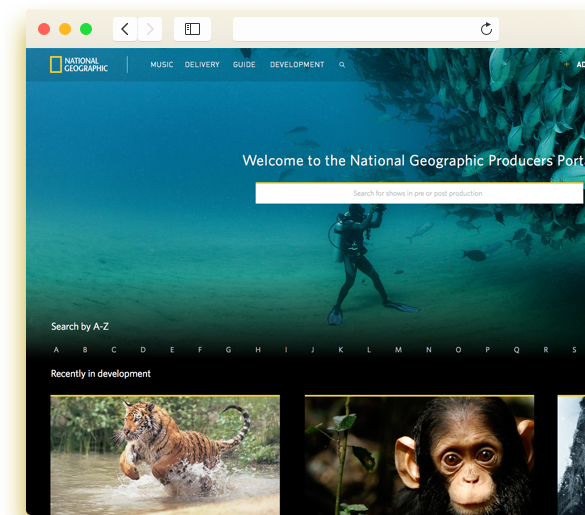 NATIONAL
GEOGRAPHIC
MUSIC DELIVERY GUIDE DEVELOPMENT
+ AD
Welcome to the National Geographic Producers Port
Search for shows in pre or post production
Search by A-Z
A B C D E F G H I J K L M N O P Q R S
Recently in development